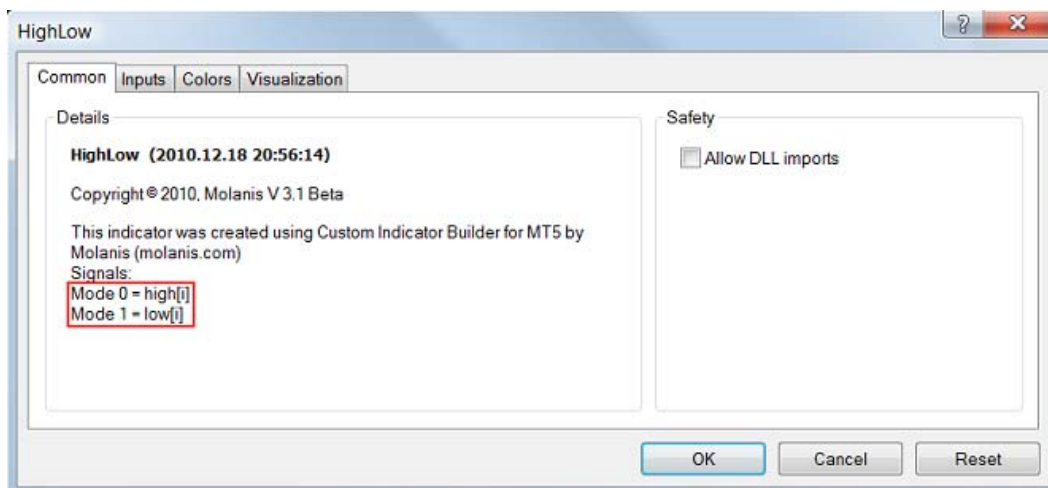 HighLow
Common Inputs Colors Visualization
Details
HighLow (2010.12.18 20:56:14)
Copyright © 2010, Molanis V 3.1 Beta
This indicator was created using Custom Indicator Builder for MT5 by
Molanis (molanis.com)
Signals:
Mode 0 = high[i]
Mode 1 = low[i]
Safety
Allow DLL imports
OK Cancel Reset